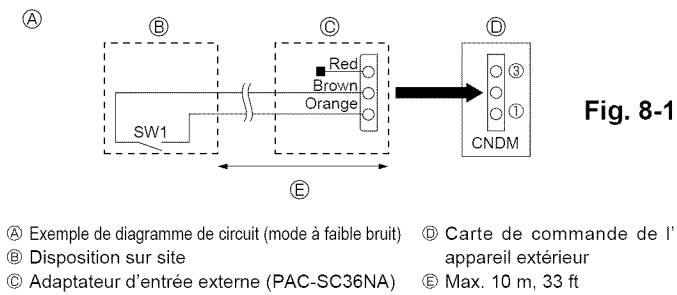 Ⓐ
Ⓑ Ⓒ Ⓓ
Red
Brown
Orange
SW1
③
①
CNDM
Fig. 8-1
Ⓔ
Ⓐ Exemple de diagramme de circuit (mode à faible bruit)
Ⓑ Disposition sur site
Ⓒ Adaptateur d'entrée externe (PAC-SC36NA)
Ⓓ Carte de commande de l'
appareil extérieur
Ⓔ Max. 10 m, 33 ft